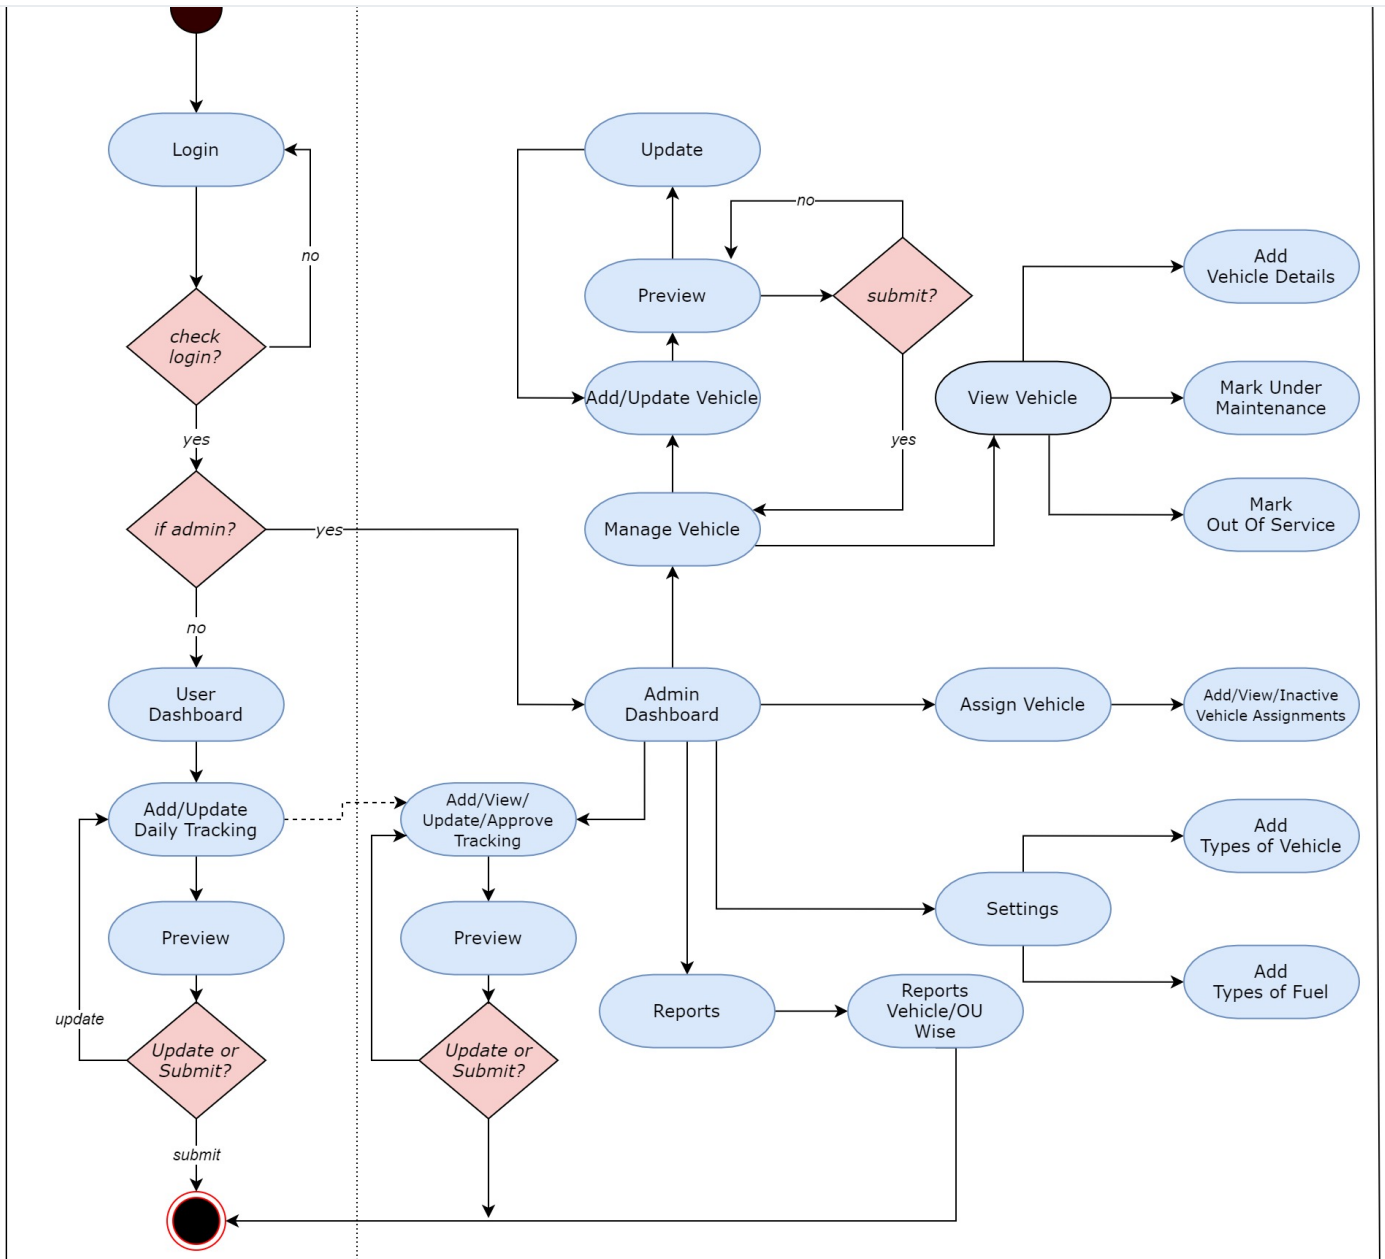 Login
no
check
login?
yes
if admin?
yes
no
User
Dashboard
Add/Update
Daily Tracking
Preview
update
Update or
Submit?
submit
Update
no
Preview
submit?
Add/Update Vehicle
yes
Manage Vehicle
View Vehicle
Add
Vehicle Details
Mark Under
Maintenance
Mark
Out Of Service
Admin
Dashboard
Assign Vehicle
Add/View/Inactive
Vehicle Assignments
Add/View/
Update/Approve
Tracking
Preview
Update or
Submit?
Reports
Reports
Vehicle/OU
Wise
Settings
Add
Types of Vehicle
Add
Types of Fuel